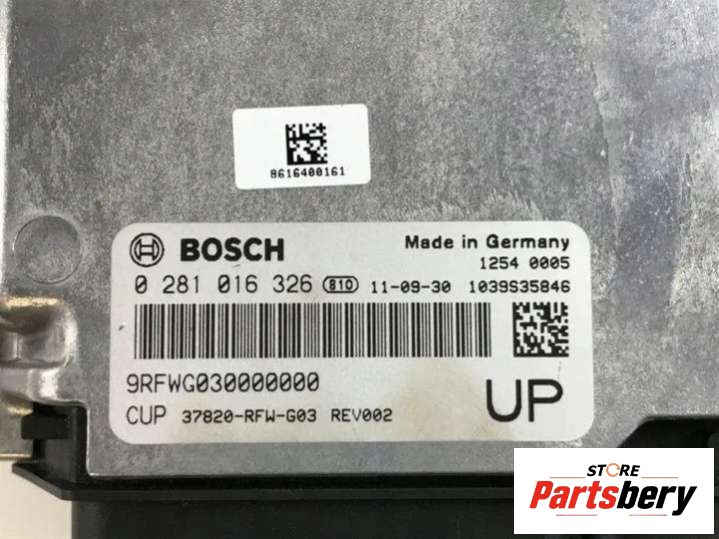 8616400161
BOSCH Made in Germany
1254 0005
0 281 016 326 810 11-09-30 1039S35846
9RFWG030000000
CUP 37820-RFW-G03 REV002
UP
STORE
Partsbery